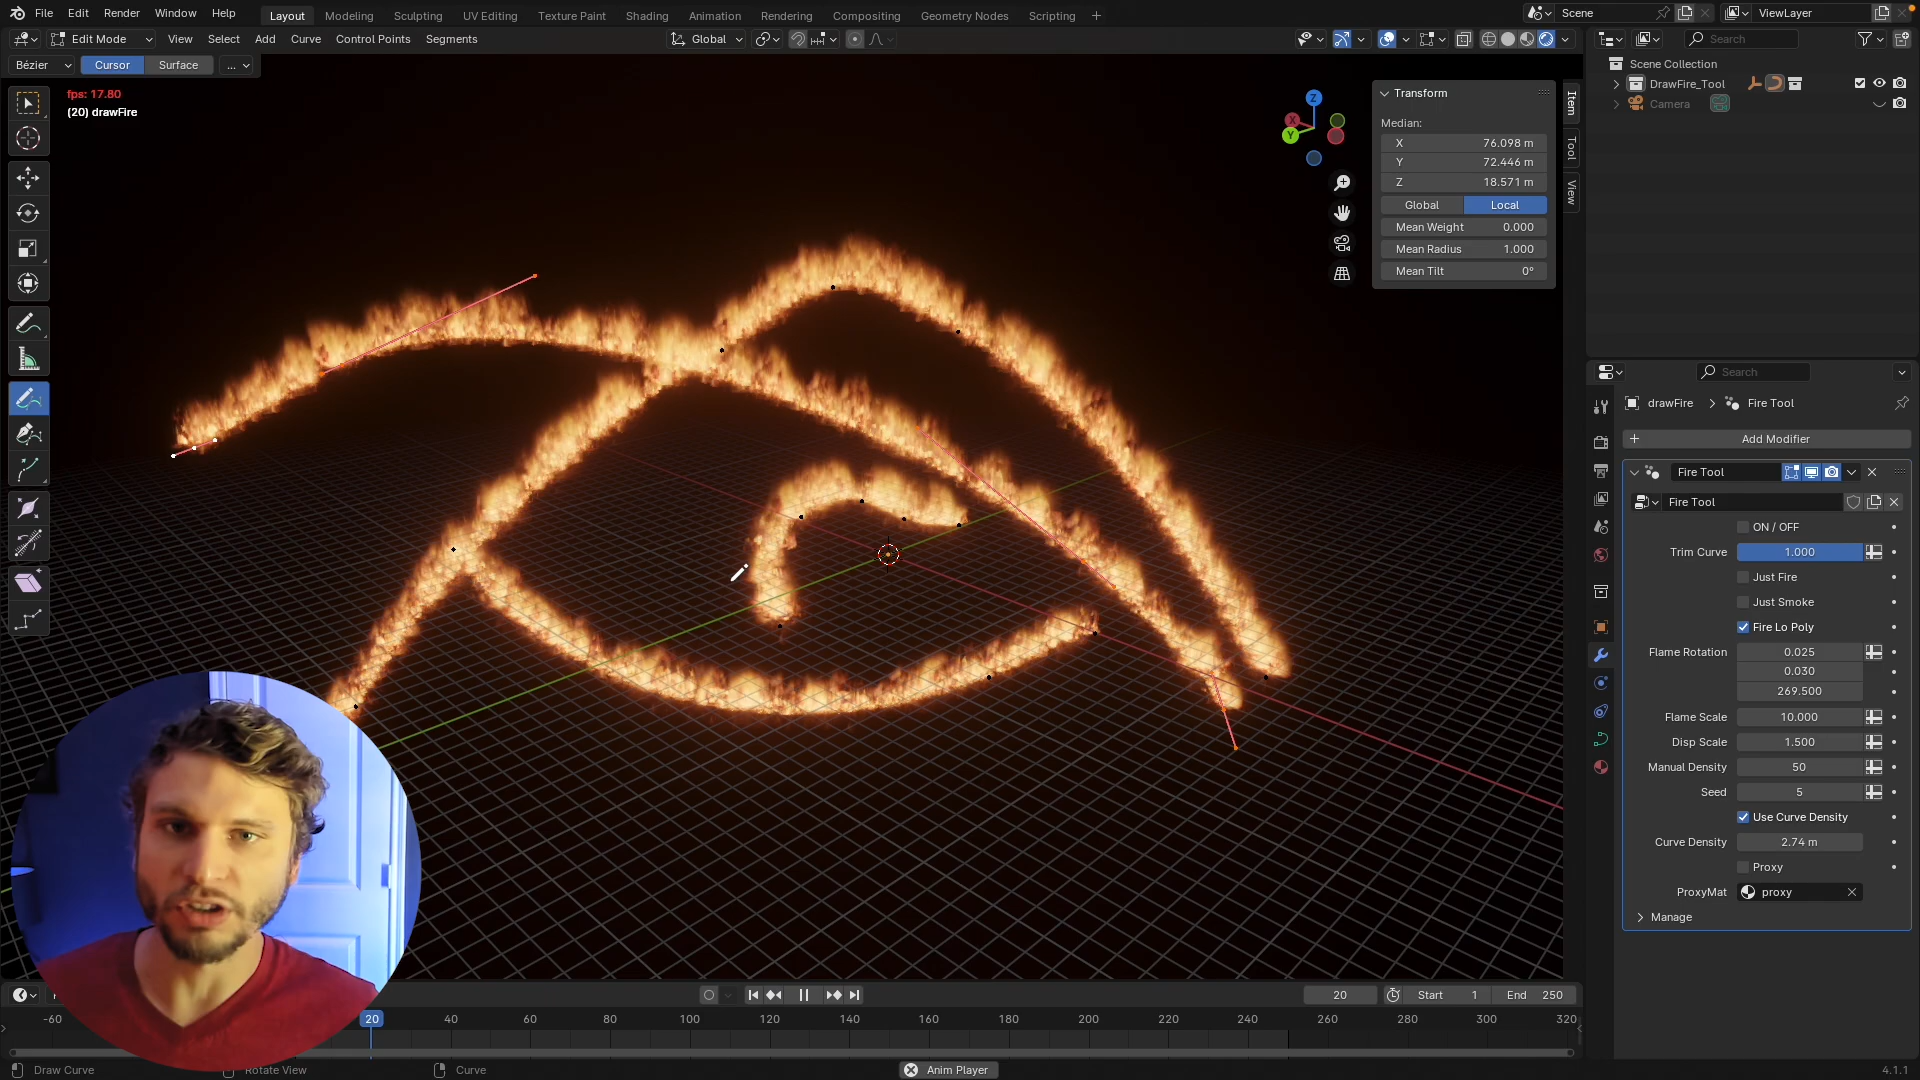 File Edit Render Window Help Layout Modeling Sculpting UV Editing Texture Paint Shading Animation Rendering Compositing Geometry Nodes Scripting + Scene ViewLayer
Edit Mode View Select Add Curve Control Points Segments Global Search
Bézier Cursor Surface ...
Scene Collection
DrawFire_Tool
Camera
fps: 17.80
(20) drawFire
Z
X
Y
Transform
Median:
X 76.098 m
Y 72.446 m
Z 18.571 m
Global Local
Mean Weight 0.000
Mean Radius 1.000
Mean Tilt 0°
Item
Tool
View
Search
drawFire > Fire Tool
+ Add Modifier
Fire Tool
Fire Tool
ON / OFF
Trim Curve 1.000
Just Fire
Just Smoke
Fire Lo Poly
Flame Rotation 0.025
0.030
269.500
Flame Scale 10.000
Disp Scale 1.500
Manual Density 50
Seed 5
Use Curve Density
Curve Density 2.74 m
Proxy
ProxyMat proxy
Manage
20 Start 1 End 250
-60 20 40 60 80 100 120 140 160 180 200 220 240 260 280 300 320
Draw Curve Rotate View Curve Anim Player 4.1.1